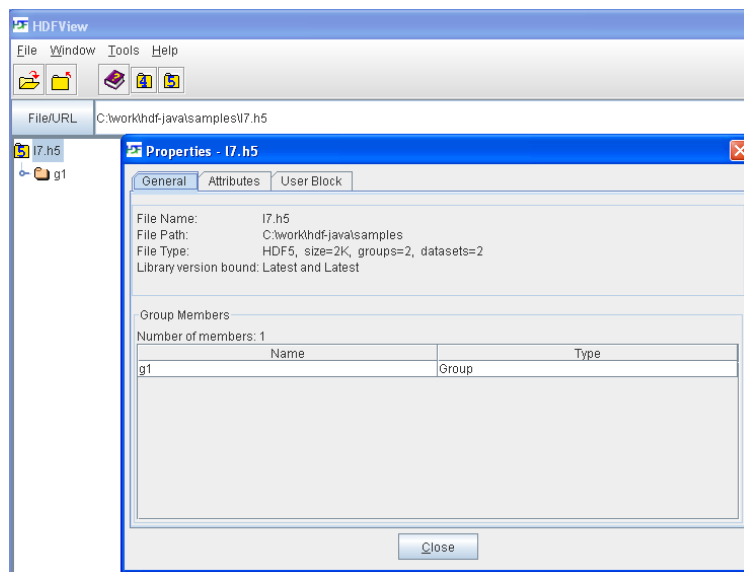 HDFView
File Window Tools Help
4 5
File/URL C:\work\hdf-java\samples\l7.h5
5 l7.h5
g1
Properties - l7.h5
General Attributes User Block
File Name: l7.h5
File Path: C:\work\hdf-java\samples
File Type: HDF5, size=2K, groups=2, datasets=2
Library version bound: Latest and Latest
Group Members
Number of members: 1
Name Type
g1 Group
Close